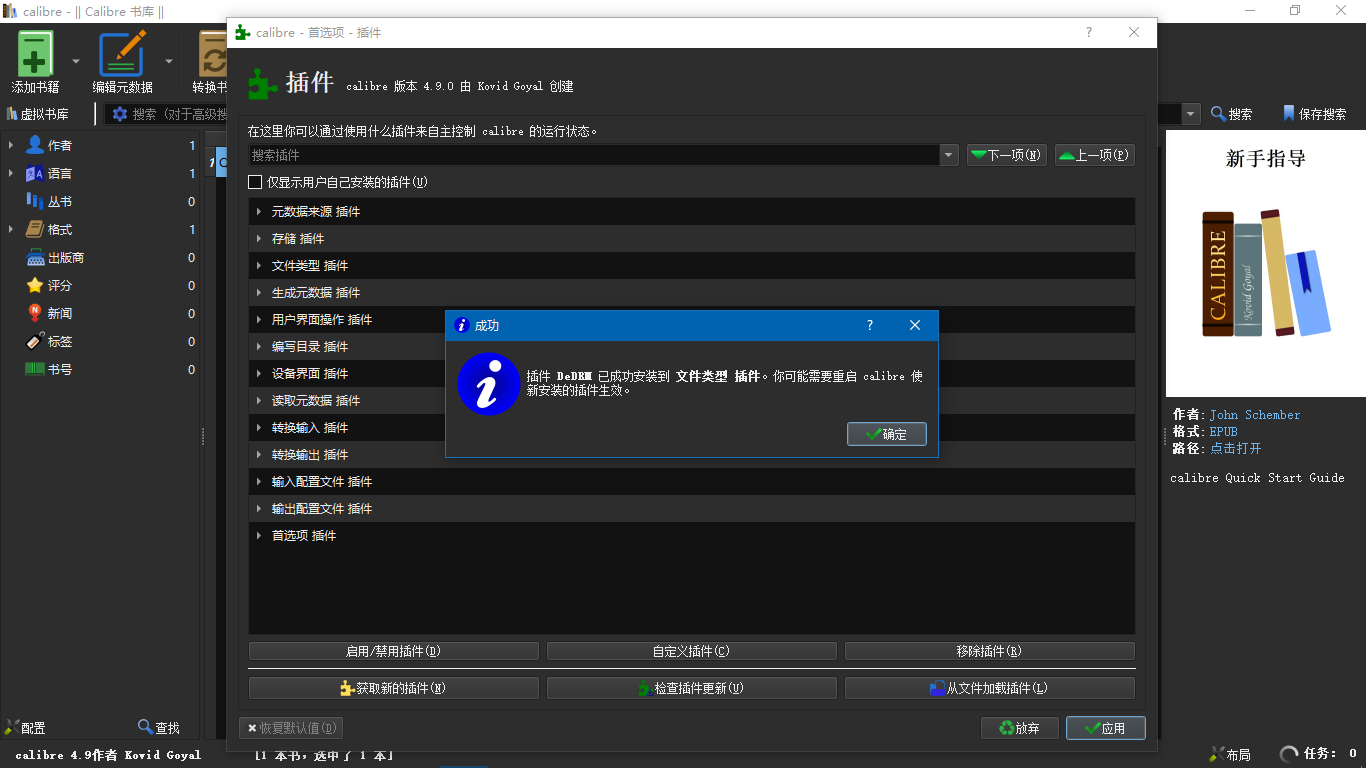 calibre - || Calibre 书库 ||
添加书籍
编辑元数据
转换书
虚拟书库
搜索（对于高级搜
搜索
保存搜索
作者 1
语言 1
丛书 0
格式 1
出版商 0
评分 0
新闻 0
标签 0
书号 0
配置
查找
calibre 4.9作者 Kovid Goyal
[1 本书，选中了 1 本]
calibre - 首选项 - 插件
?
插件 calibre 版本 4.9.0 由 Kovid Goyal 创建
在这里你可以通过使用什么插件来自主控制 calibre 的运行状态。
搜索插件
下一项(N)
上一项(P)
仅显示用户自己安装的插件(U)
元数据来源 插件
存储 插件
文件类型 插件
生成元数据 插件
用户界面操作 插件
编写目录 插件
设备界面 插件
读取元数据 插件
转换输入 插件
转换输出 插件
输入配置文件 插件
输出配置文件 插件
首选项 插件
成功
?
插件 DeDRM 已成功安装到 文件类型 插件。你可能需要重启 calibre 使
新安装的插件生效。
确定
启用/禁用插件(D)
自定义插件(C)
移除插件(R)
获取新的插件(N)
检查插件更新(U)
从文件加载插件(L)
恢复默认值(D)
放弃
应用
新手指导
CALIBRE
Kovid Goyal
作者: John Schember
格式: EPUB
路径: 点击打开
calibre Quick Start Guide
布局
任务: 0